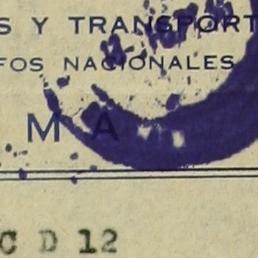 S Y TRANSPORT
FOS NACIONALES
M A
C D 12